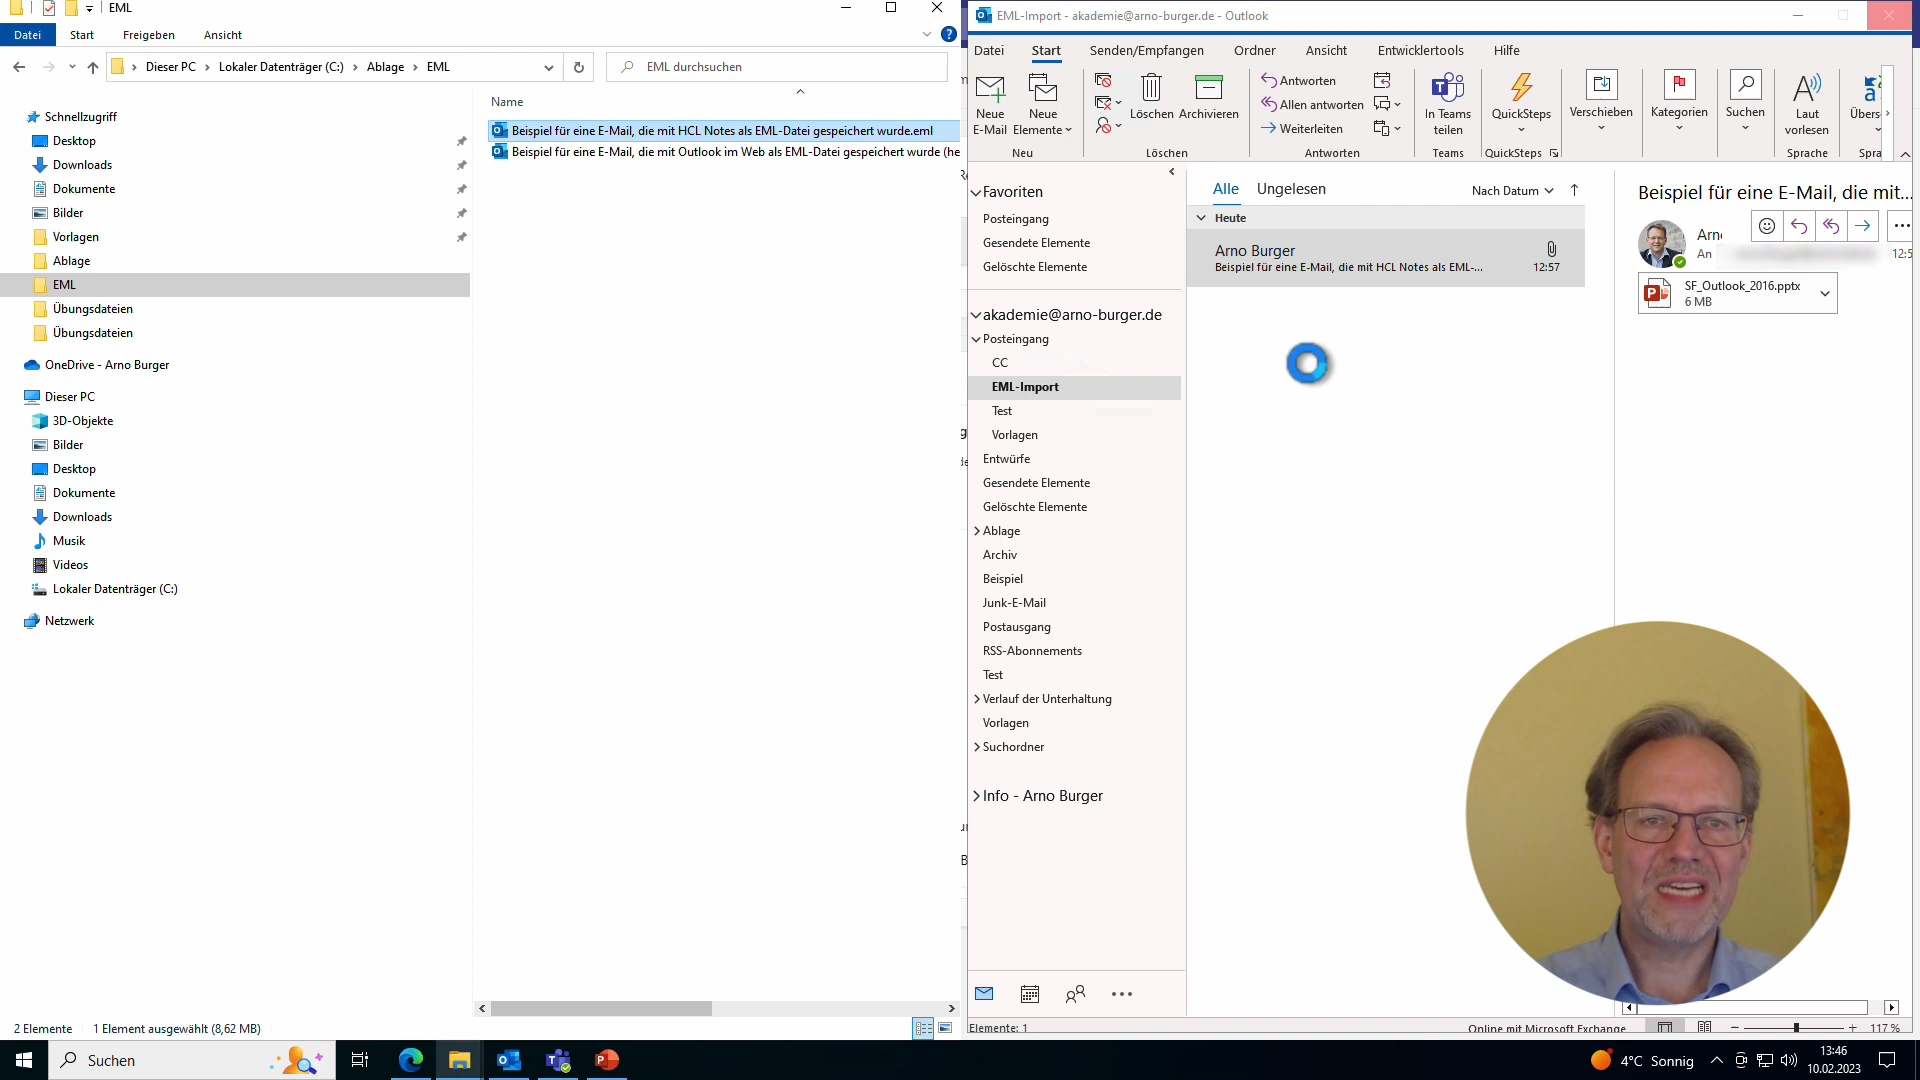 EML
Datei
Start
Freigeben
Ansicht
Dieser PC
Lokaler Datenträger (C:)
Ablage
EML
EML durchsuchen
Schnellzugriff
Desktop
Downloads
Dokumente
Bilder
Vorlagen
Ablage
EML
Übungsdateien
Übungsdateien
OneDrive - Arno Burger
Dieser PC
3D-Objekte
Bilder
Desktop
Dokumente
Downloads
Musik
Videos
Lokaler Datenträger (C:)
Netzwerk
Name
Beispiel für eine E-Mail, die mit HCL Notes als EML-Datei gespeichert wurde.eml
Beispiel für eine E-Mail, die mit Outlook im Web als EML-Datei gespeichert wurde (he
2 Elemente
1 Element ausgewählt (8,62 MB)
EML-Import - akademie@arno-burger.de - Outlook
Datei
Start
Senden/Empfangen
Ordner
Ansicht
Entwicklertools
Hilfe
Neue
E-Mail
Neue
Elemente
Neu
Löschen
Archivieren
Löschen
Antworten
Allen antworten
Weiterleiten
Antworten
In Teams
teilen
Teams
QuickSteps
QuickSteps
Verschieben
Kategorien
Suchen
Laut
vorlesen
Sprache
Übers
Spra
Favoriten
Posteingang
Gesendete Elemente
Gelöschte Elemente
akademie@arno-burger.de
Posteingang
CC
EML-Import
Test
Vorlagen
Entwürfe
Gesendete Elemente
Gelöschte Elemente
Ablage
Archiv
Beispiel
Junk-E-Mail
Postausgang
RSS-Abonnements
Test
Verlauf der Unterhaltung
Vorlagen
Suchordner
Info - Arno Burger
Alle
Ungelesen
Nach Datum
Heute
Arno Burger
Beispiel für eine E-Mail, die mit HCL Notes als EML-...
12:57
Beispiel für eine E-Mail, die mit...
Arno
An
12:5
SF_Outlook_2016.pptx
6 MB
Elemente: 1
Online mit Microsoft Exchange
117 %
Suchen
4°C Sonnig
13:46
10.02.2023